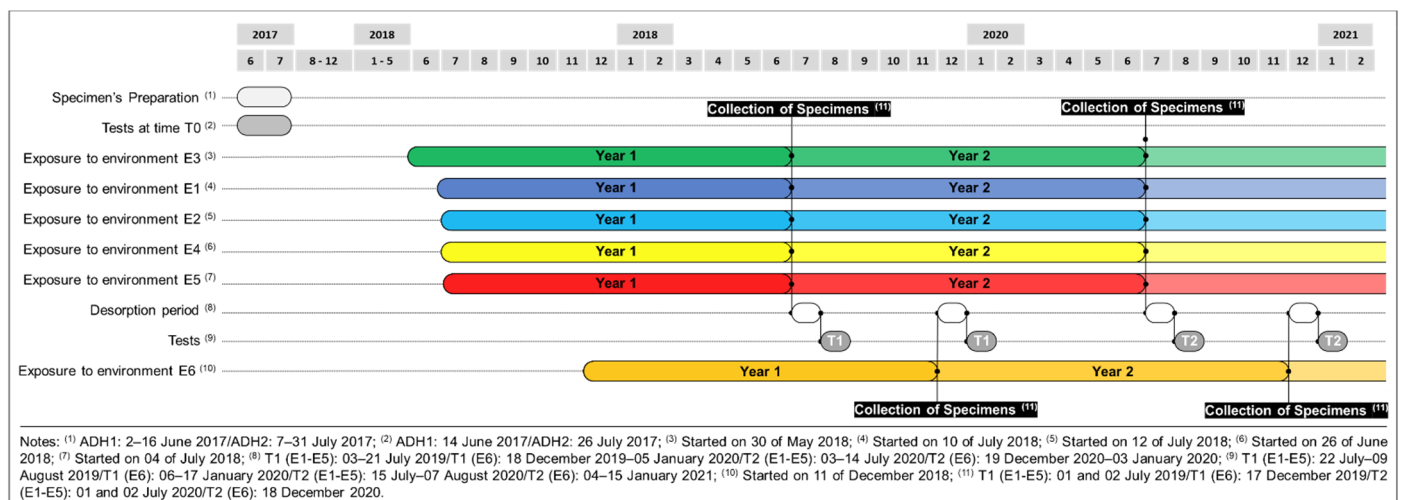 2017 2018 2018 2020 2021
6 7 8 - 12 1 - 5 6 7 8 9 10 11 12 1 2 3 4 5 6 7 8 9 10 11 12 1 2 3 4 5 6 7 8 9 10 11 12 1 2
Specimen's Preparation (1)
Collection of Specimens (11) Collection of Specimens (11)
Tests at time T0 (2)
Exposure to environment E3 (3) Year 1 Year 2
Exposure to environment E1 (4) Year 1 Year 2
Exposure to environment E2 (5) Year 1 Year 2
Exposure to environment E4 (6) Year 1 Year 2
Exposure to environment E5 (7) Year 1 Year 2
Desorption period (8)
Tests (9) T1 T1 T2 T2
Exposure to environment E6 (10) Year 1 Year 2
Collection of Specimens (11) Collection of Specimens (11)
Notes: (1) ADH1: 2–16 June 2017/ADH2: 7–31 July 2017; (2) ADH1: 14 June 2017/ADH2: 26 July 2017; (3) Started on 30 of May 2018; (4) Started on 10 of July 2018; (5) Started on 12 of July 2018; (6) Started on 26 of June
2018; (7) Started on 04 of July 2018; (8) T1 (E1-E5): 03–21 July 2019/T1 (E6): 18 December 2019–05 January 2020/T2 (E1-E5): 03–14 July 2020/T2 (E6): 19 December 2020–03 January 2020; (9) T1 (E1-E5): 22 July–09
August 2019/T1 (E6): 06–17 January 2020/T2 (E1-E5): 15 July–07 August 2020/T2 (E6): 04–15 January 2021; (10) Started on 11 of December 2018; (11) T1 (E1-E5): 01 and 02 July 2019/T1 (E6): 17 December 2019/T2
(E1-E5): 01 and 02 July 2020/T2 (E6): 18 December 2020.